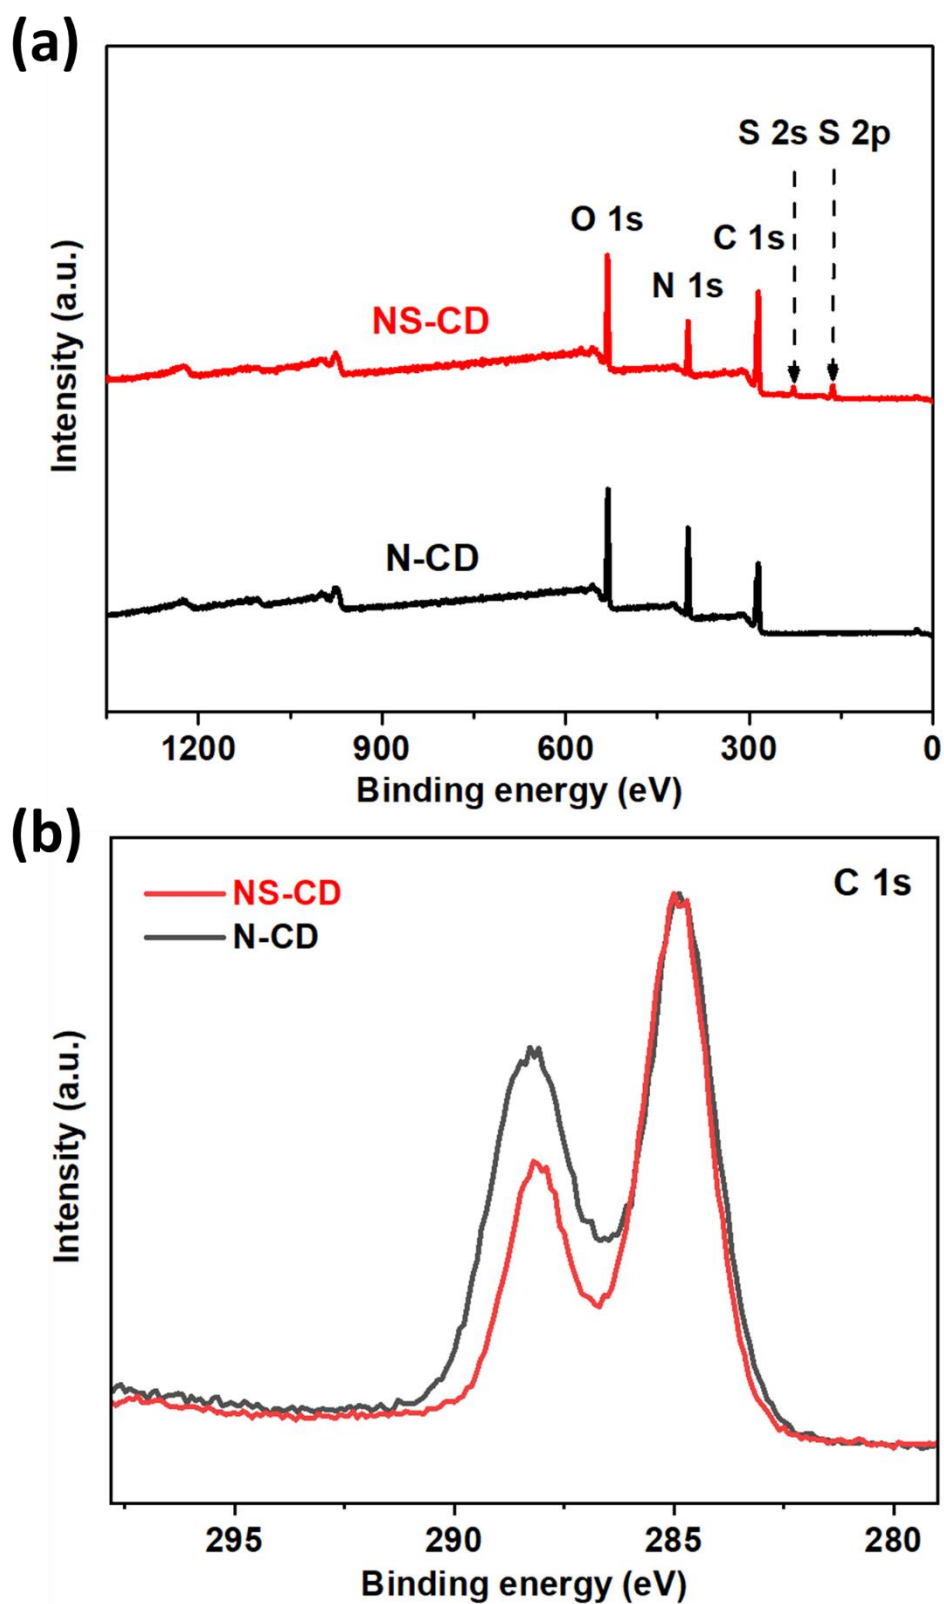 (a)
S 2s S 2p
O 1s
C 1s
N 1s
NS-CD
N-CD
Intensity (a.u.)
1200 900 600 300 0
Binding energy (eV)
(b)
NS-CD
N-CD
C 1s
Intensity (a.u.)
295 290 285 280
Binding energy (eV)